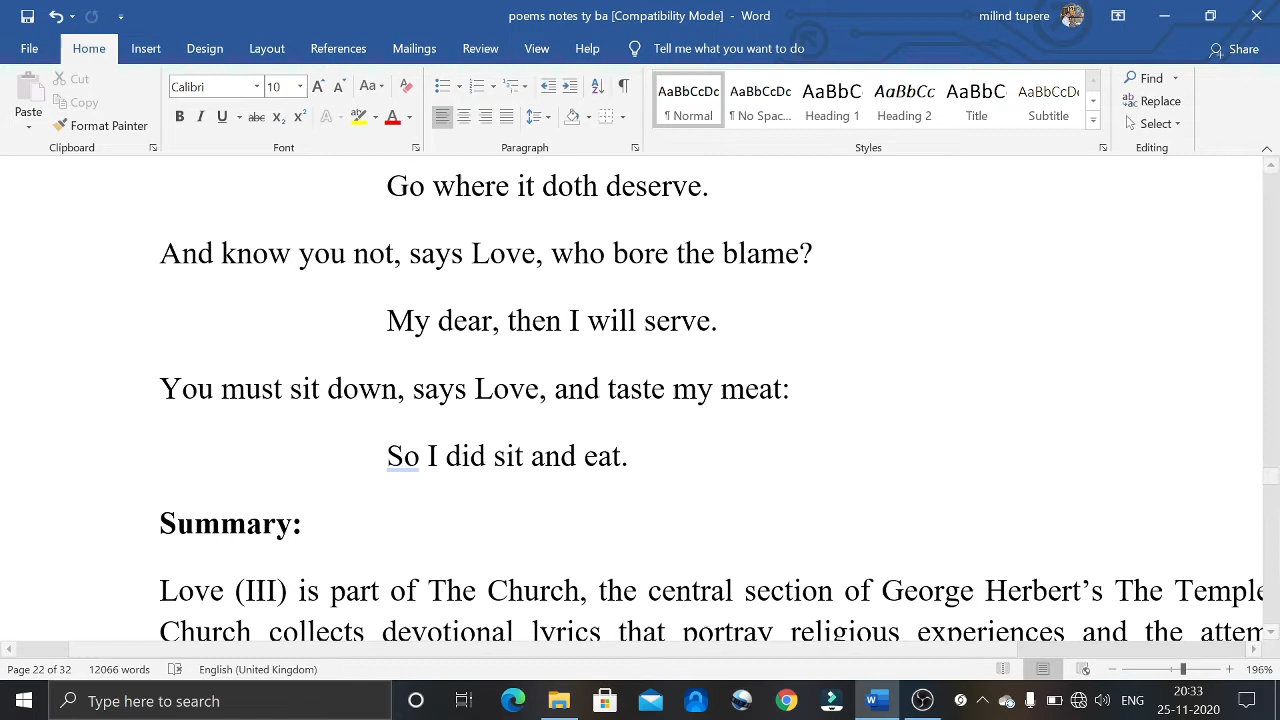 poems notes ty ba [Compatibility Mode] - Word
milind tupere
File Home Insert Design Layout References Mailings Review View Help Tell me what you want to do Share
Paste Cut Copy Format Painter
Calibri 10
AaBbCcDc AaBbCcDc AaBbC AaBbCc AaBbC AaBbCcD
¶ Normal ¶ No Spac... Heading 1 Heading 2 Title Subtitle
Find Replace Select
Clipboard Font Paragraph Styles Editing
Go where it doth deserve.
And know you not, says Love, who bore the blame?
My dear, then I will serve.
You must sit down, says Love, and taste my meat:
So I did sit and eat.
Summary:
Love (III) is part of The Church, the central section of George Herbert’s The Temple
Church collects devotional lyrics that portray religious experiences and the attem
Page 22 of 32 12066 words English (United Kingdom) 196%
Type here to search ENG 20:33
25-11-2020